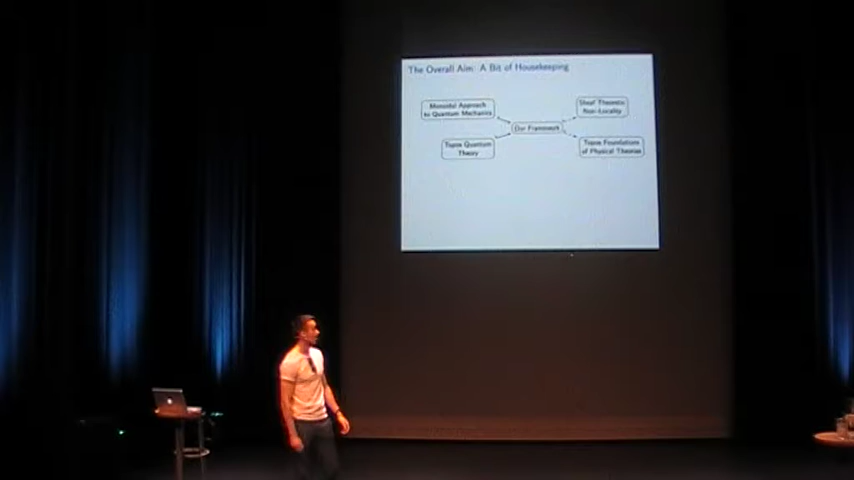 The Overall Aim: A Bit of Housekeeping
Monoidal Approach
to Quantum Mechanics
Sheaf Theoretic
Non-Locality
Our Framework
Topos Quantum
Theory
Topos Foundations
of Physical Theories